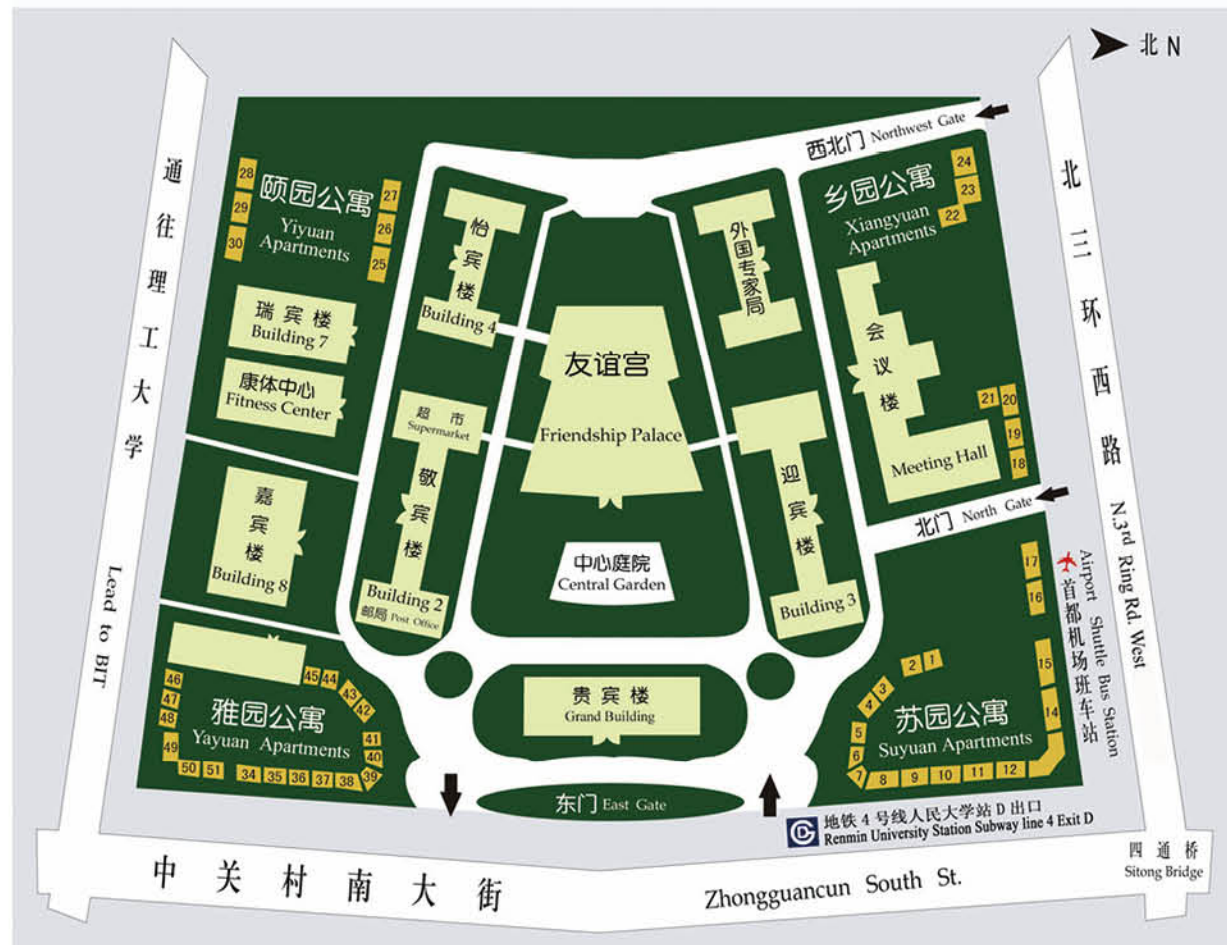 北 N
西北门 Northwest Gate
28
29
30
颐园公寓
Yiyuan
Apartments
27
26
25
怡宾楼
Building 4
外国专家局
乡园公寓
Xiangyuan
Apartments
24
23
22
瑞宾楼
Building 7
康体中心
Fitness Center
超市
Supermarket
敬宾楼
Building 2
邮局 Post Office
友谊宫
Friendship Palace
中心庭院
Central Garden
迎宾楼
Building 3
会议楼
Meeting Hall
21
20
19
18
北门 North Gate
嘉宾楼
Building 8
17
16
15
14
46
47
48
49
50
51
34
35
36
37
38
39
40
41
42
43
44
45
雅园公寓
Yayuan Apartments
贵宾楼
Grand Building
2
1
3
4
5
6
7
8
9
10
11
12
苏园公寓
Suyuan Apartments
东门 East Gate
地铁4号线人民大学站D出口
Renmin University Station Subway line 4 Exit D
首都机场班车站
Airport Shuttle Bus Station
通往理工大学
Lead to BIT
北三环西路
N.3rd Ring Rd. West
中关村南大街
Zhongguancun South St.
四通桥
Sitong Bridge